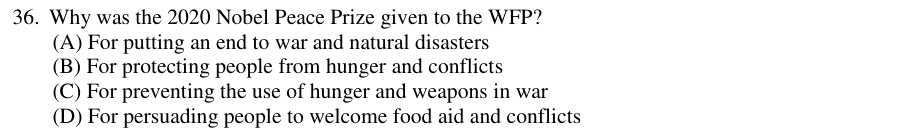 36. Why was the 2020 Nobel Peace Prize given to the WFP?
(A) For putting an end to war and natural disasters
(B) For protecting people from hunger and conflicts
(C) For preventing the use of hunger and weapons in war
(D) For persuading people to welcome food aid and conflicts